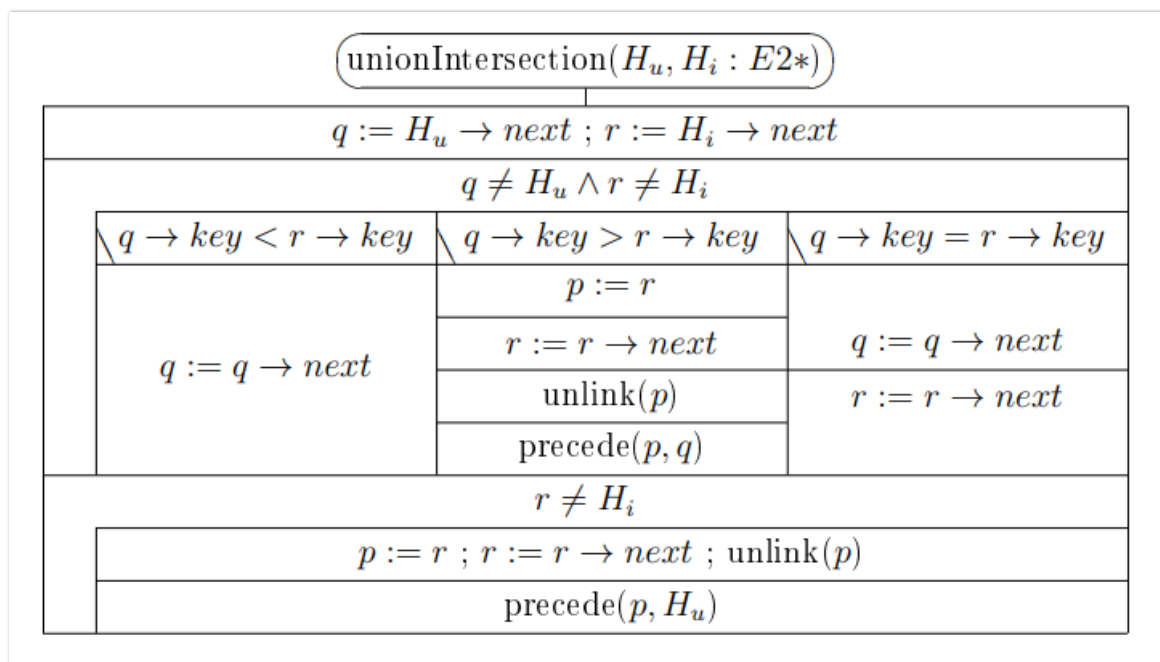 unionIntersection(H_u, H_i : E2*)
q := H_u → next ; r := H_i → next
q ≠ H_u ∧ r ≠ H_i
q → key < r → key
q → key > r → key
q → key = r → key
q := q → next
p := r
r := r → next
unlink(p)
precede(p, q)
q := q → next
r := r → next
r ≠ H_i
p := r ; r := r → next ; unlink(p)
precede(p, H_u)